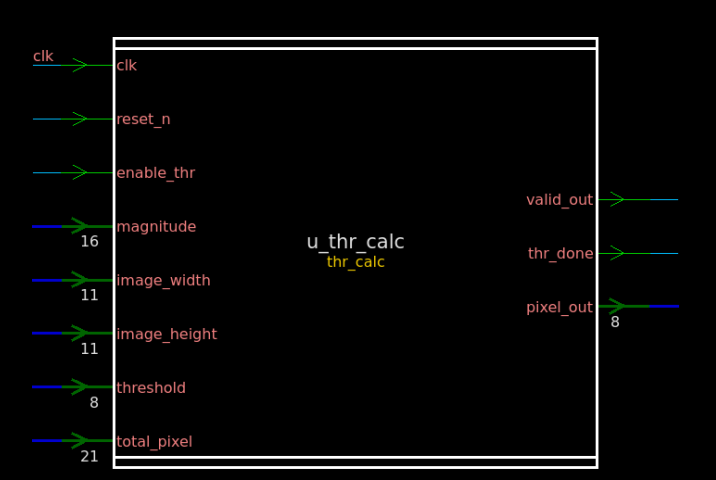 clk
clk
reset_n
enable_thr
magnitude
16
image_width
11
image_height
11
threshold
8
total_pixel
21
u_thr_calc
thr_calc
valid_out
thr_done
pixel_out
8